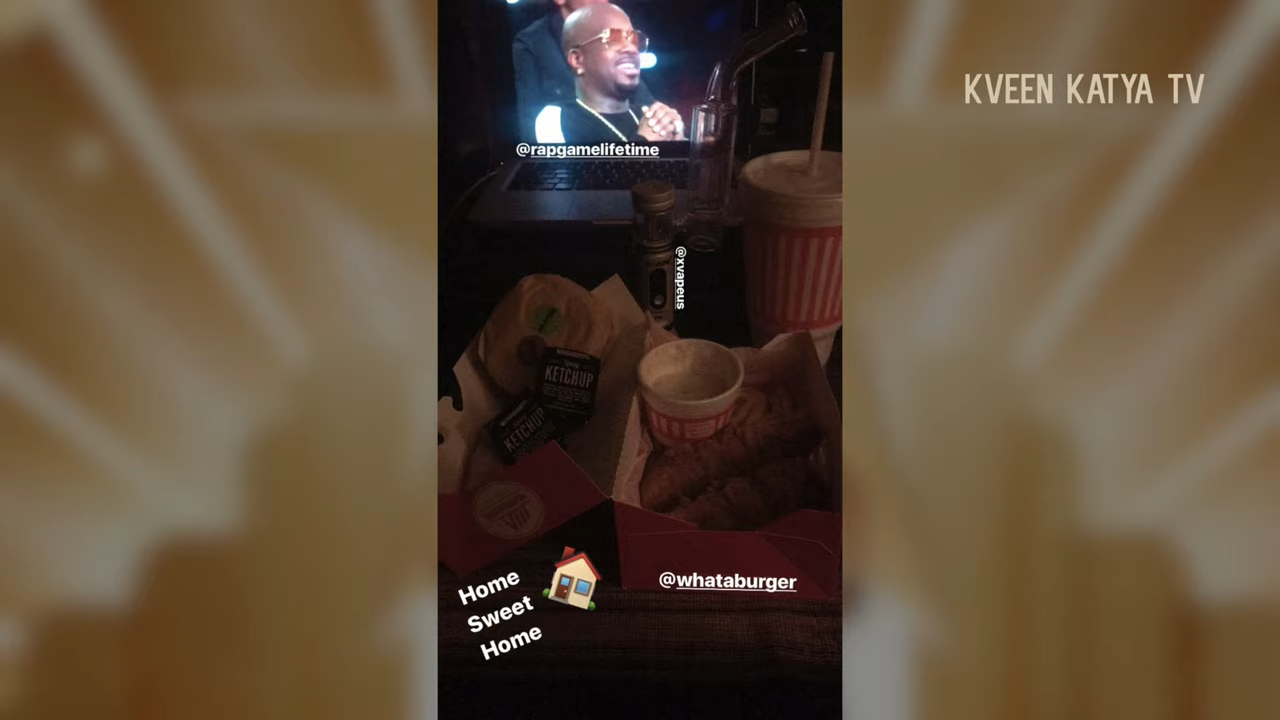 KVEEN KATYA TV
@rapgamelifetime
@xvapeus
KETCHUP
KETCHUP
Home
Sweet
Home
@whataburger